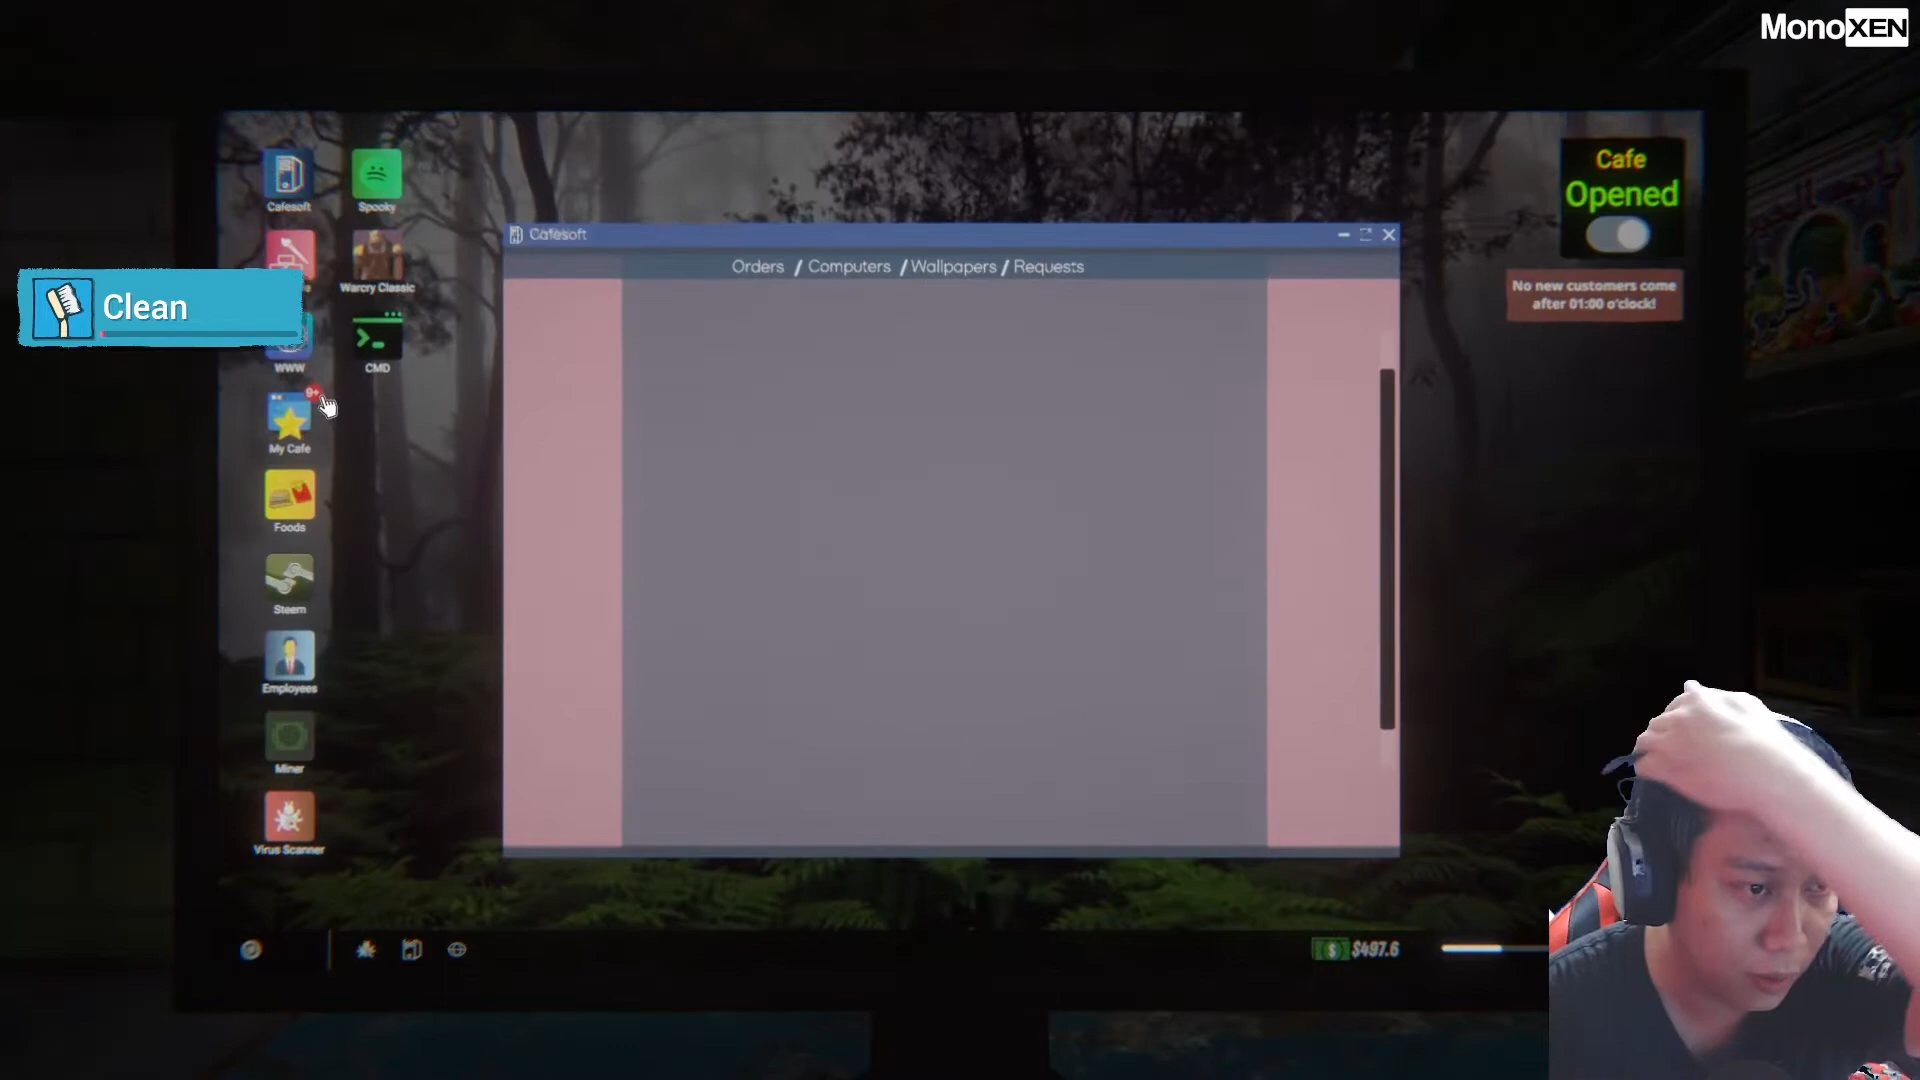 MonoXEN
Cafesoft
Spooky
Warcry Classic
Clean
WWW
CMD
9+
My Cafe
Foods
Steem
Employees
Miner
Virus Scanner
Cafesoft
Orders / Computers / Wallpapers / Requests
Cafe
Opened
No new customers come
after 01:00 o'clock!
$497.6